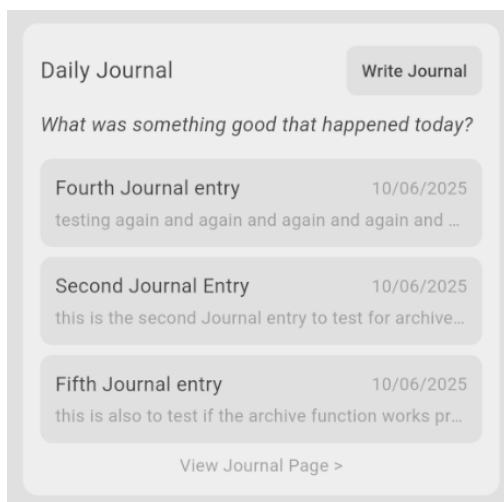 Daily Journal
Write Journal
What was something good that happened today?
Fourth Journal entry
10/06/2025
testing again and again and again and again and ...
Second Journal Entry
10/06/2025
this is the second Journal entry to test for archive...
Fifth Journal entry
10/06/2025
this is also to test if the archive function works pr...
View Journal Page >